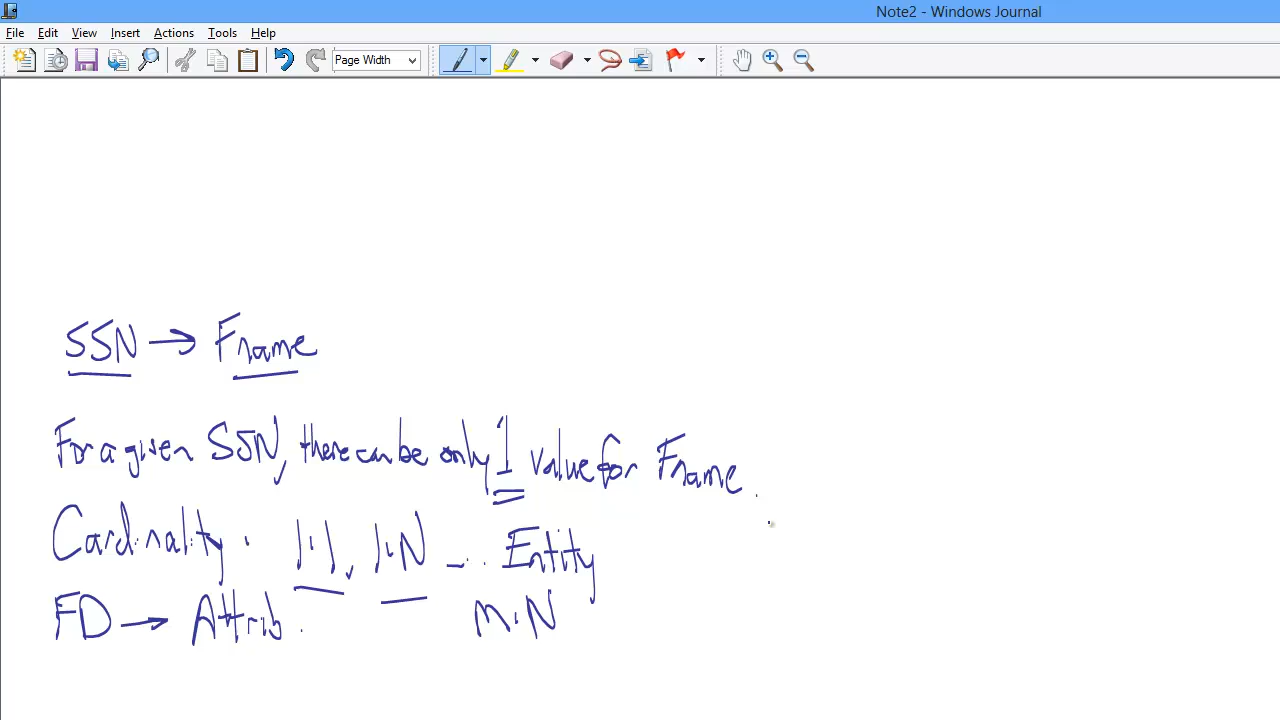 Note2 - Windows Journal
File Edit View Insert Actions Tools Help
Page Width
SSN → Fname
For a given SSN, there can be only 1 value for Fname.
Cardinality. 1:1, 1:N ... Entity
M:N
FD → Attrib.